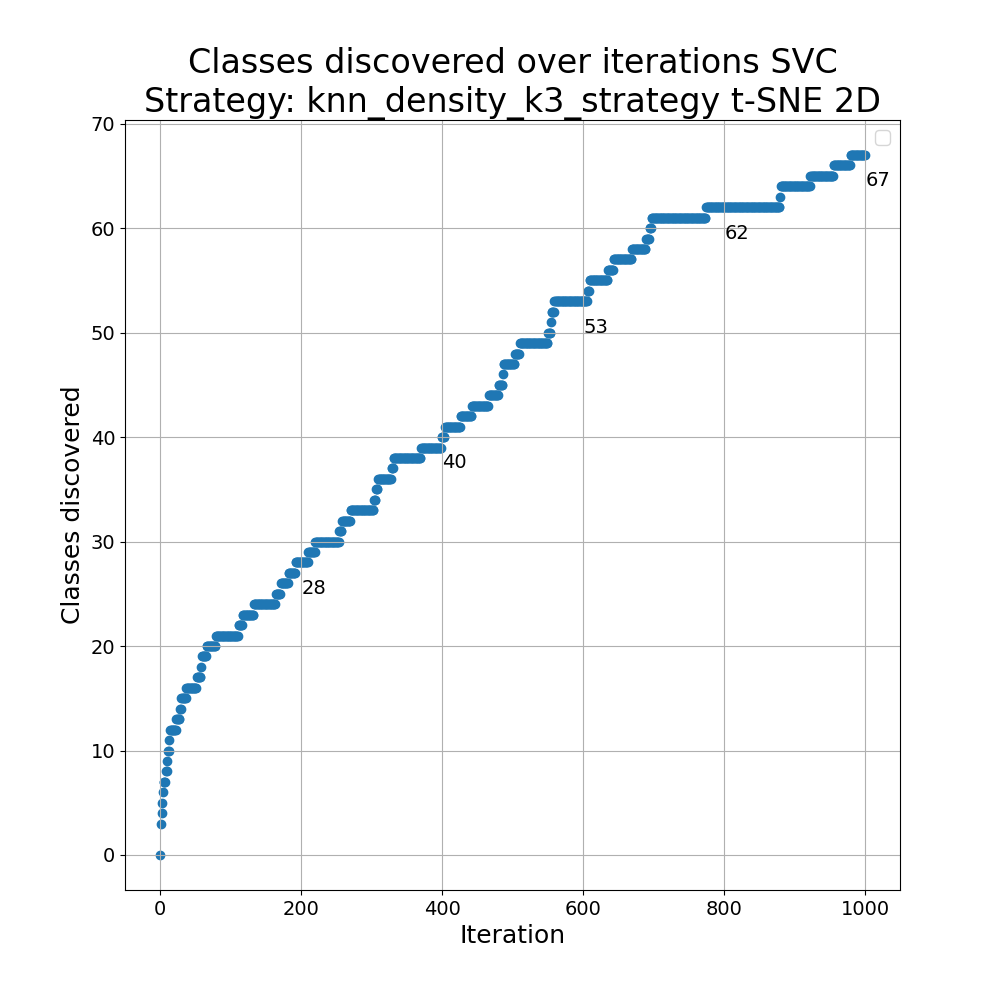 Classes discovered over iterations SVC
Strategy: knn_density_k3_strategy t-SNE 2D
70
60
50
40
30
20
10
0
Classes discovered
67
62
53
40
28
0 200 400 600 800 1000
Iteration